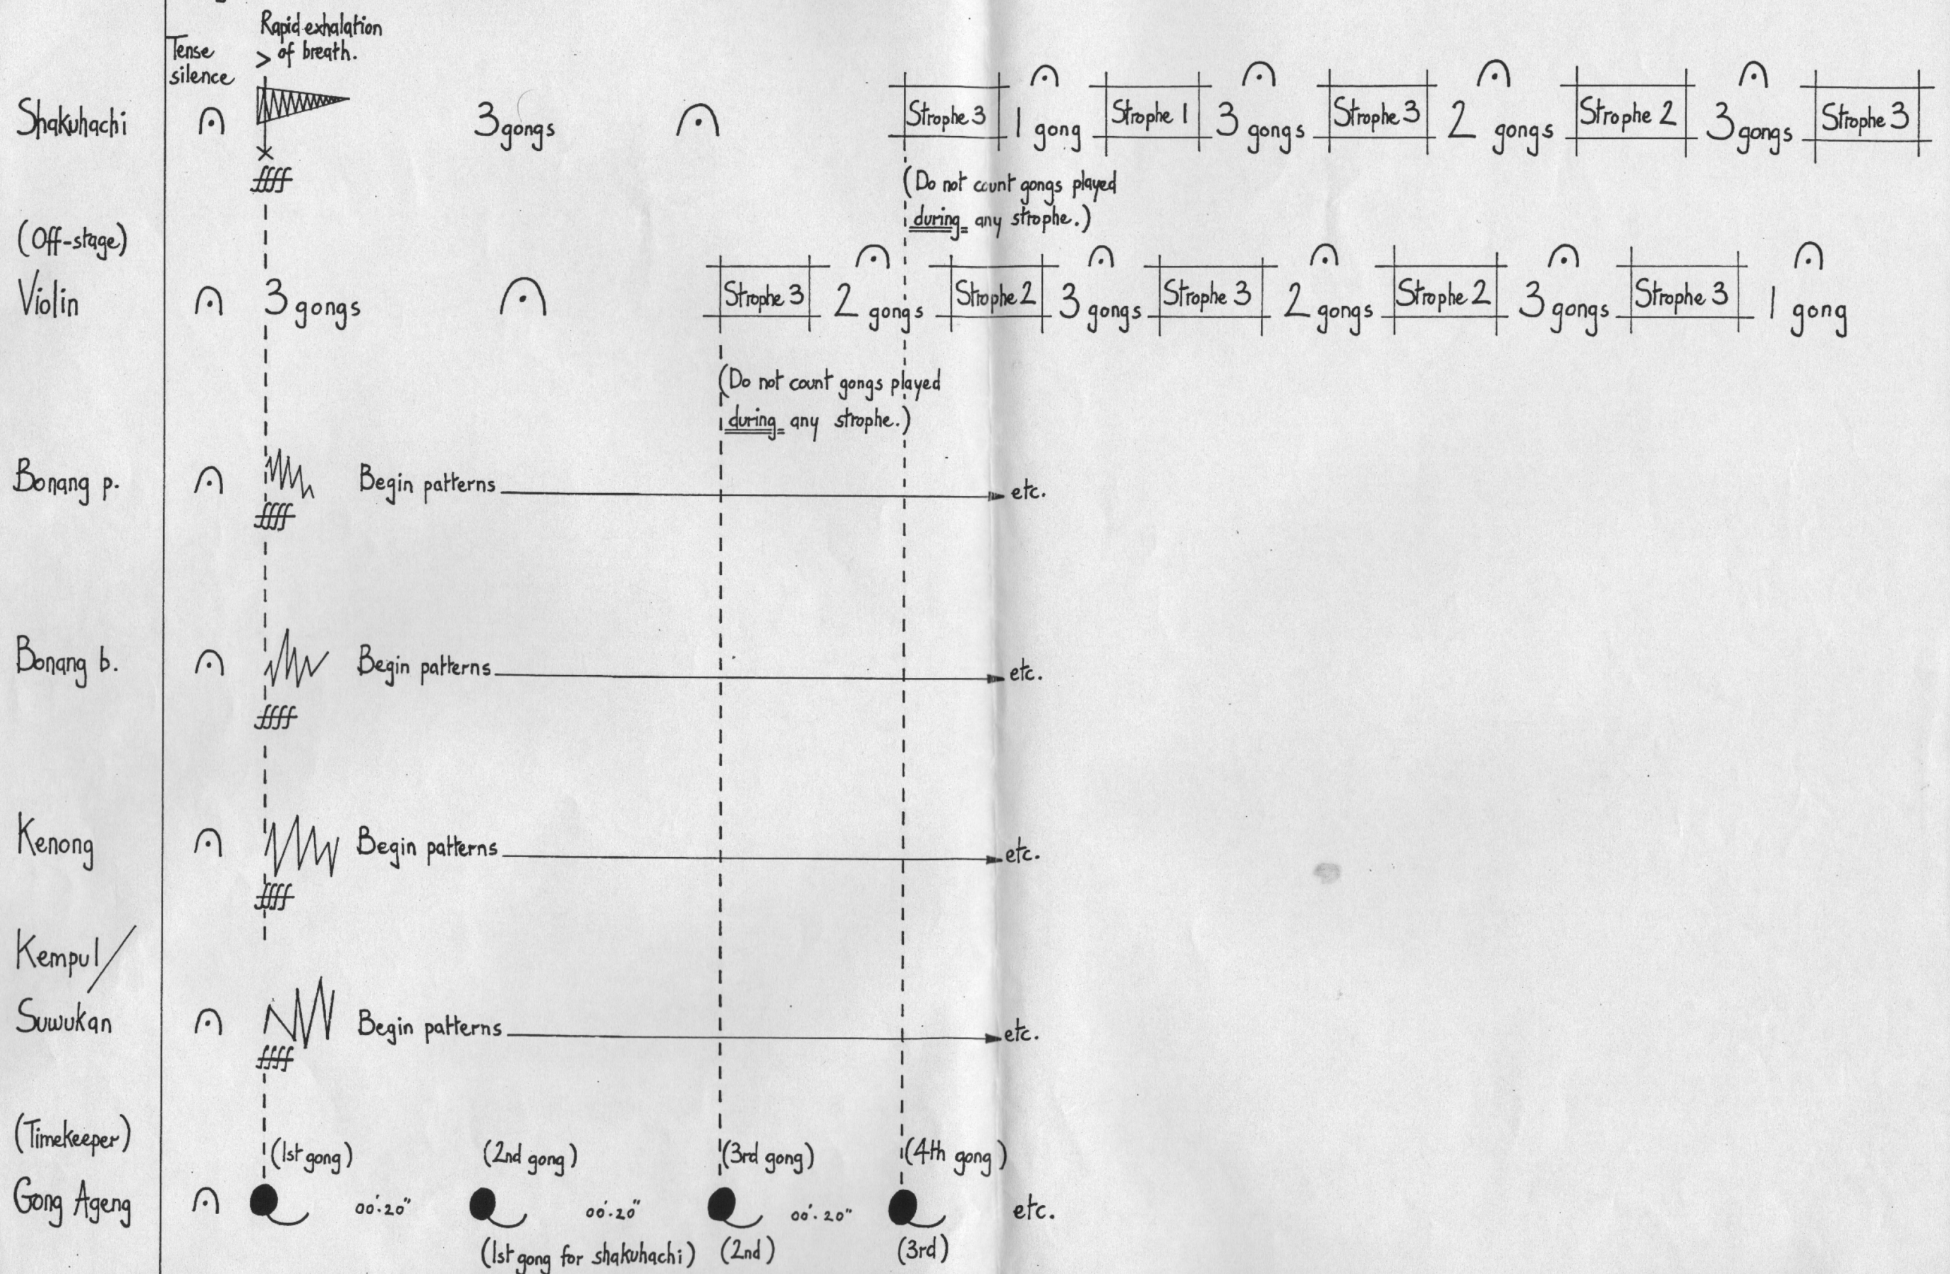 Rapid exhalation
Tense
> of breath.
silence
Shakuhachi 3 gongs Strophe 3 1 gong Strophe 1 3 gongs Strophe 3 2 gongs Strophe 2 3 gongs Strophe 3
ffff
(Do not count gongs played
during any strophe.)
(Off-stage)
Violin 3 gongs Strophe 3 2 gongs Strophe 2 3 gongs Strophe 3 2 gongs Strophe 2 3 gongs Strophe 3 1 gong
(Do not count gongs played
during any strophe.)
Bonang p. Begin patterns etc.
ffff
Bonang b. Begin patterns etc.
ffff
Kenong Begin patterns etc.
ffff
Kempul/
Suwukan Begin patterns etc.
ffff
(Timekeeper)
(1st gong) (2nd gong) (3rd gong) (4th gong)
Gong Ageng 00'.20" 00'.20" 00'.20" etc.
(1st gong for shakuhachi) (2nd) (3rd)